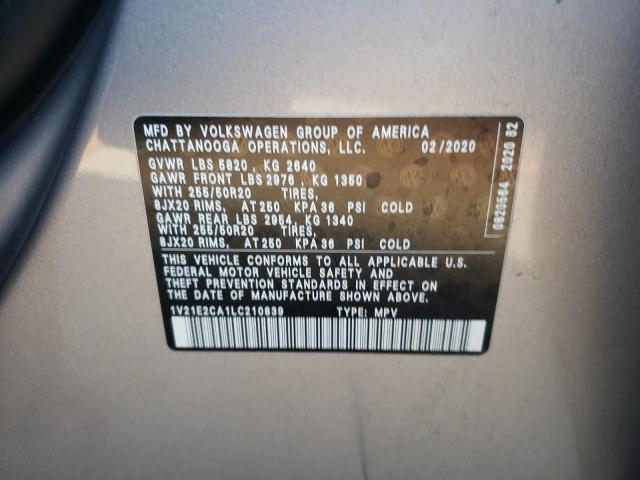 MFD BY VOLKSWAGEN GROUP OF AMERICA
CHATTANOOGA OPERATIONS, LLC. 02/2020
GVWR LBS 5820 , KG 2640
GAWR FRONT LBS 2976 , KG 1350
WITH 255/50R20 TIRES,
8JX20 RIMS, AT 250 KPA 36 PSI COLD
GAWR REAR LBS 2954, KG 1340
WITH 255/50R20 TIRES,
8JX20 RIMS, AT 250 KPA 36 PSI COLD
THIS VEHICLE CONFORMS TO ALL APPLICABLE U.S.
FEDERAL MOTOR VEHICLE SAFETY AND
THEFT PREVENTION STANDARDS IN EFFECT ON
THE DATE OF MANUFACTURE SHOWN ABOVE.
1V21E2CA1LC210839 TYPE: MPV
0820564 2020 82